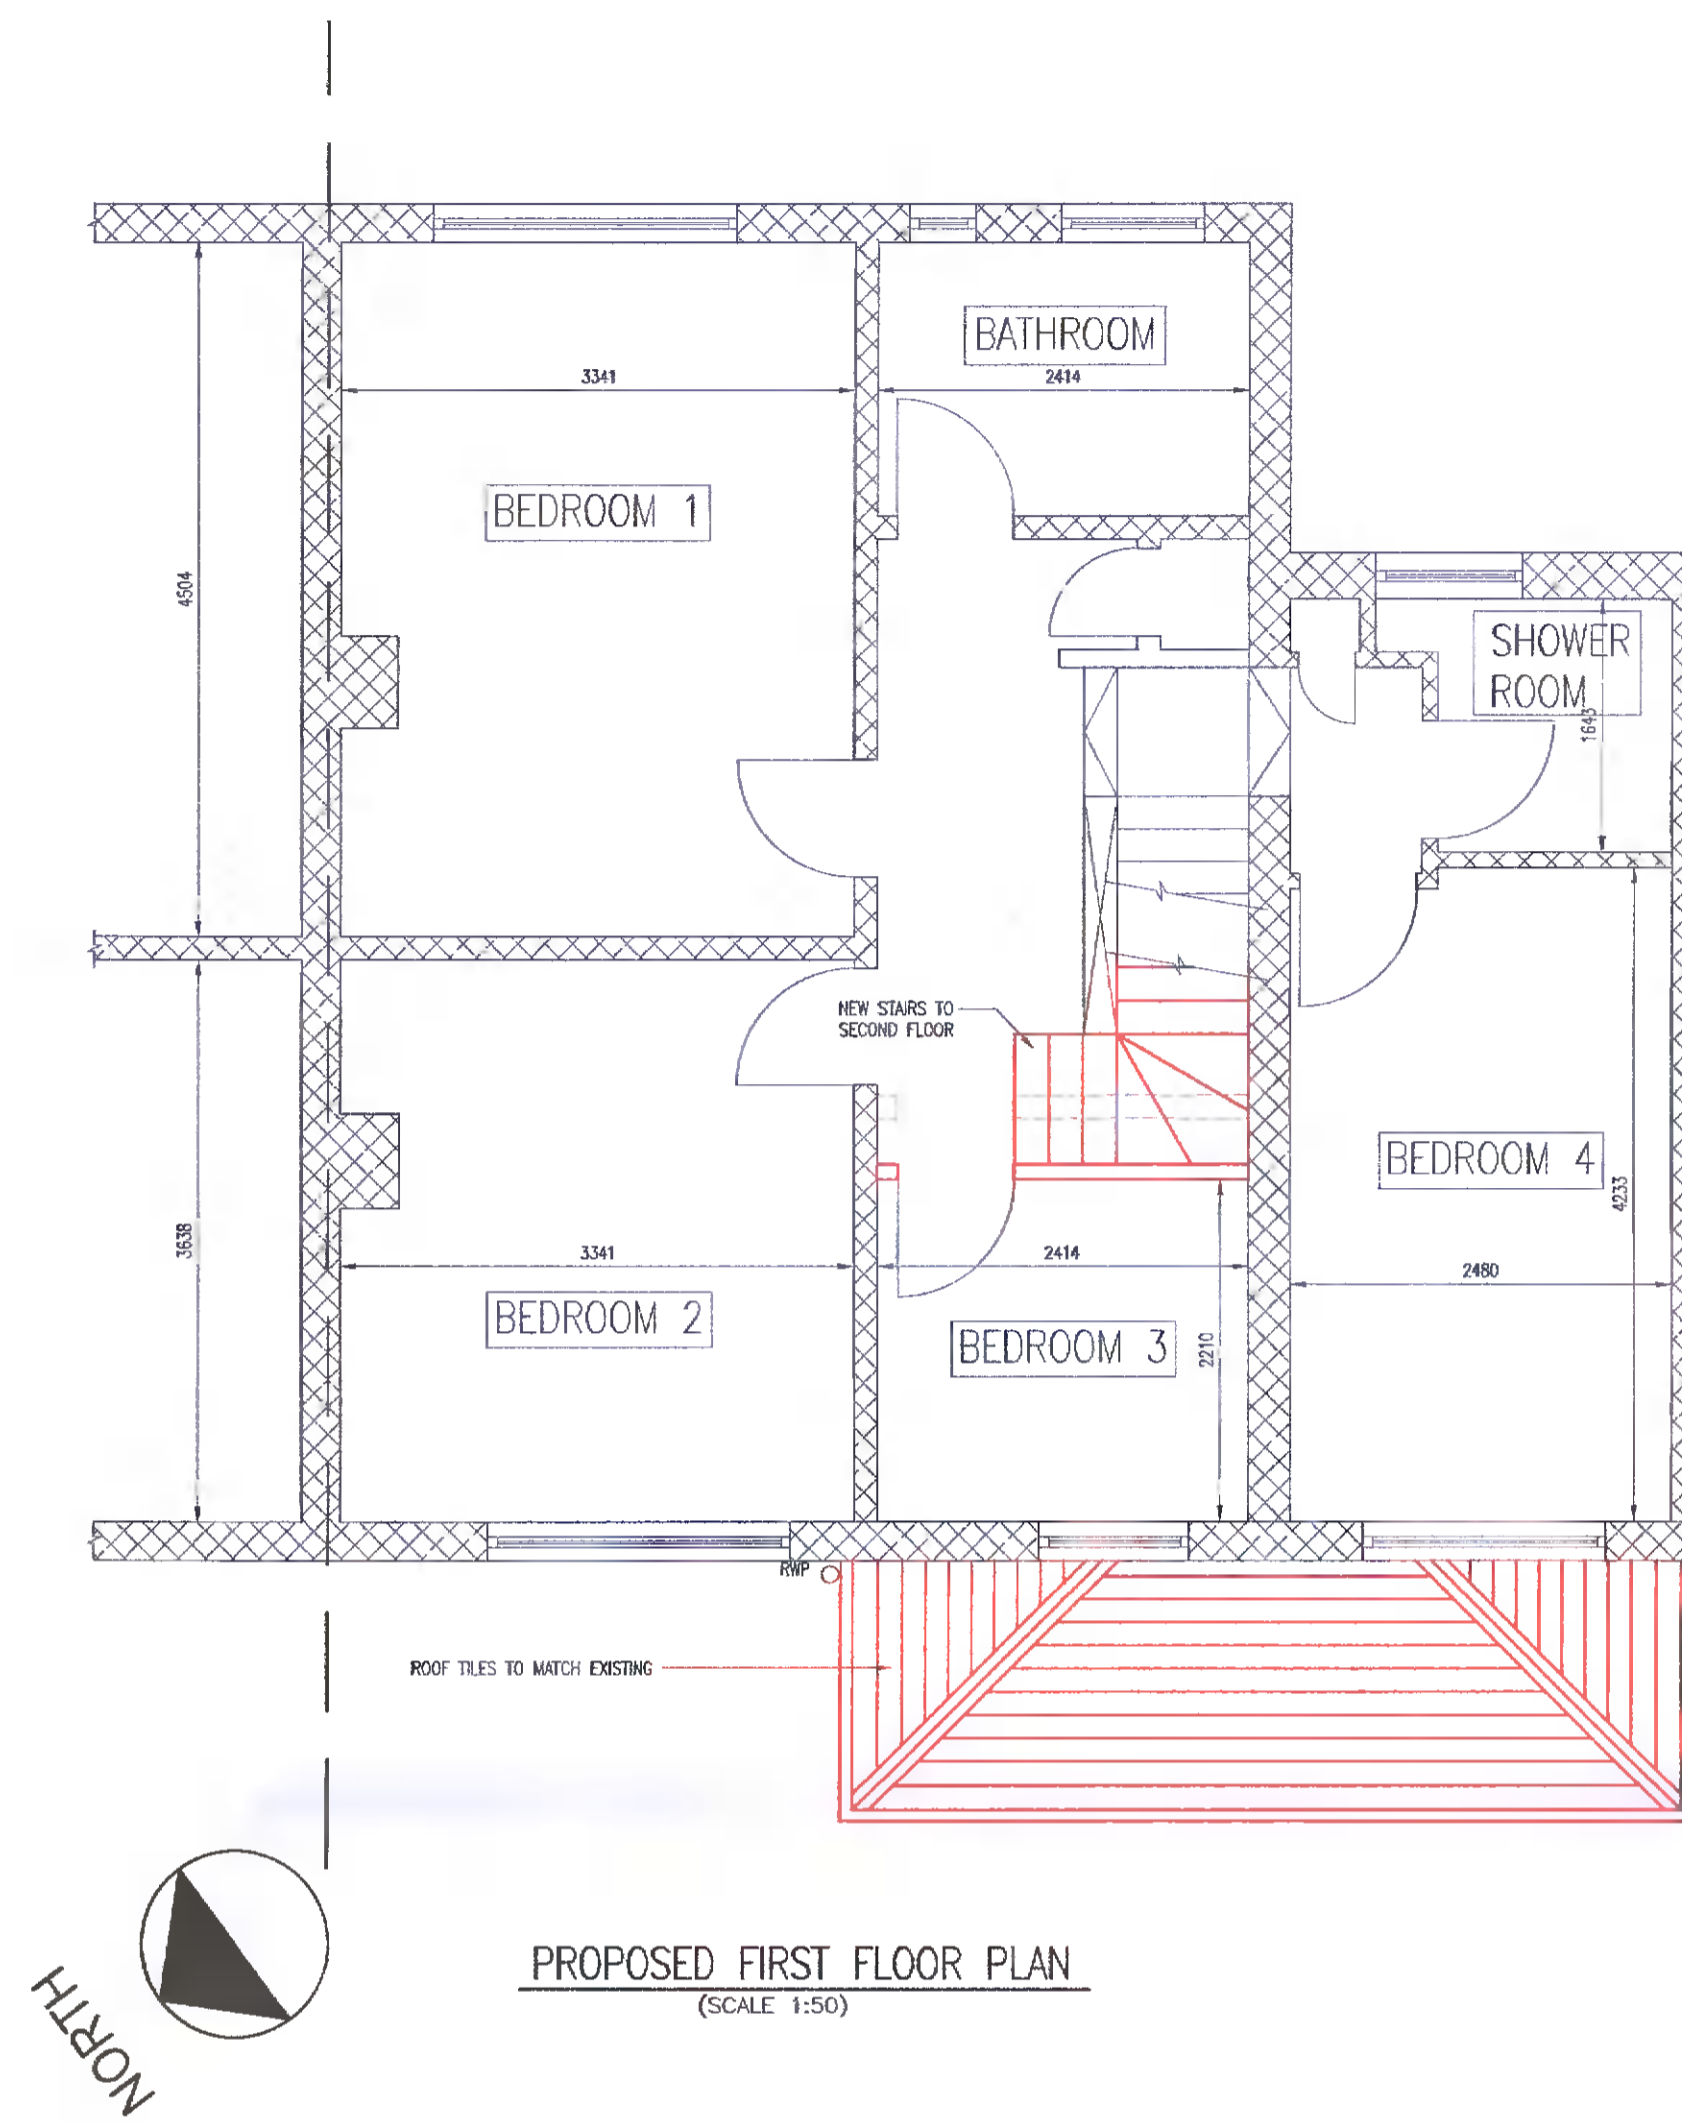 BATHROOM
3341
2414
BEDROOM 1
4504
SHOWER
ROOM
1643
NEW STAIRS TO
SECOND FLOOR
BEDROOM 4
4233
3638
3341
2414
2480
BEDROOM 2
BEDROOM 3
2210
RWP
ROOF TILES TO MATCH EXISTING
NORTH
PROPOSED FIRST FLOOR PLAN
(SCALE 1:50)